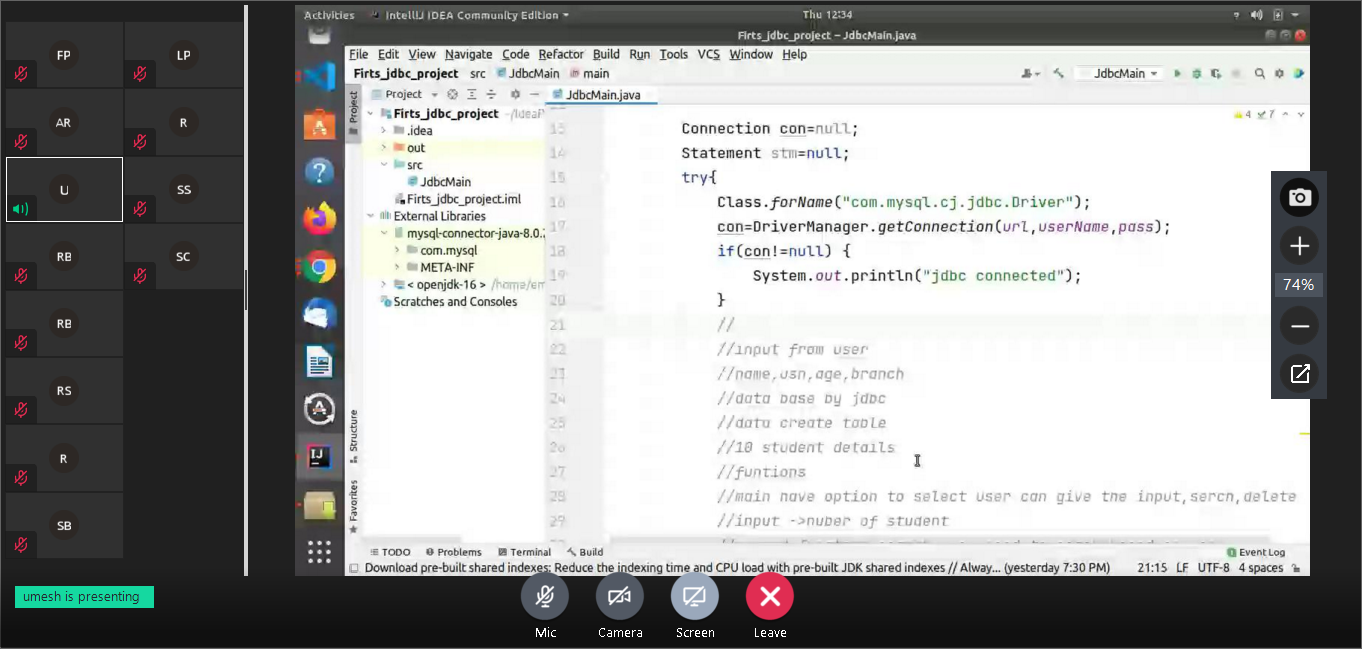 FP
LP
AR
R
U
SS
RB
SC
RB
RS
R
SB
umesh is presenting
Activities
IntelliJ IDEA Community Edition
Thu 12:34
Firts_jdbc_project – JdbcMain.java
File Edit View Navigate Code Refactor Build Run Tools VCS Window Help
Firts_jdbc_project src JdbcMain main
JdbcMain
Project
Project
JdbcMain.java
Firts_jdbc_project
.idea
out
src
JdbcMain
Firts_jdbc_project.iml
External Libraries
mysql-connector-java-8.0.
com.mysql
META-INF
< openjdk-16 > /home/em
Scratches and Consoles
Structure
Favorites
4 7
13 Connection con=null;
14 Statement stm=null;
15 try{
16 Class.forName("com.mysql.cj.jdbc.Driver");
17 con=DriverManager.getConnection(url,userName,pass);
18 if(con!=null) {
19 System.out.println("jdbc connected");
20 }
21 //
22 //input from user
23 //name,usn,age,branch
24 //data base by jdbc
25 //data create table
26 //10 student details
27 //funtions
28 //main nave option to select user can give the input,serch,delete
29 //input ->nuber of student
TODO Problems Terminal Build
Event Log
Download pre-built shared indexes: Reduce the indexing time and CPU load with pre-built JDK shared indexes // Alway... (yesterday 7:30 PM)
21:15 LF UTF-8 4 spaces
74%
Mic
Camera
Screen
Leave